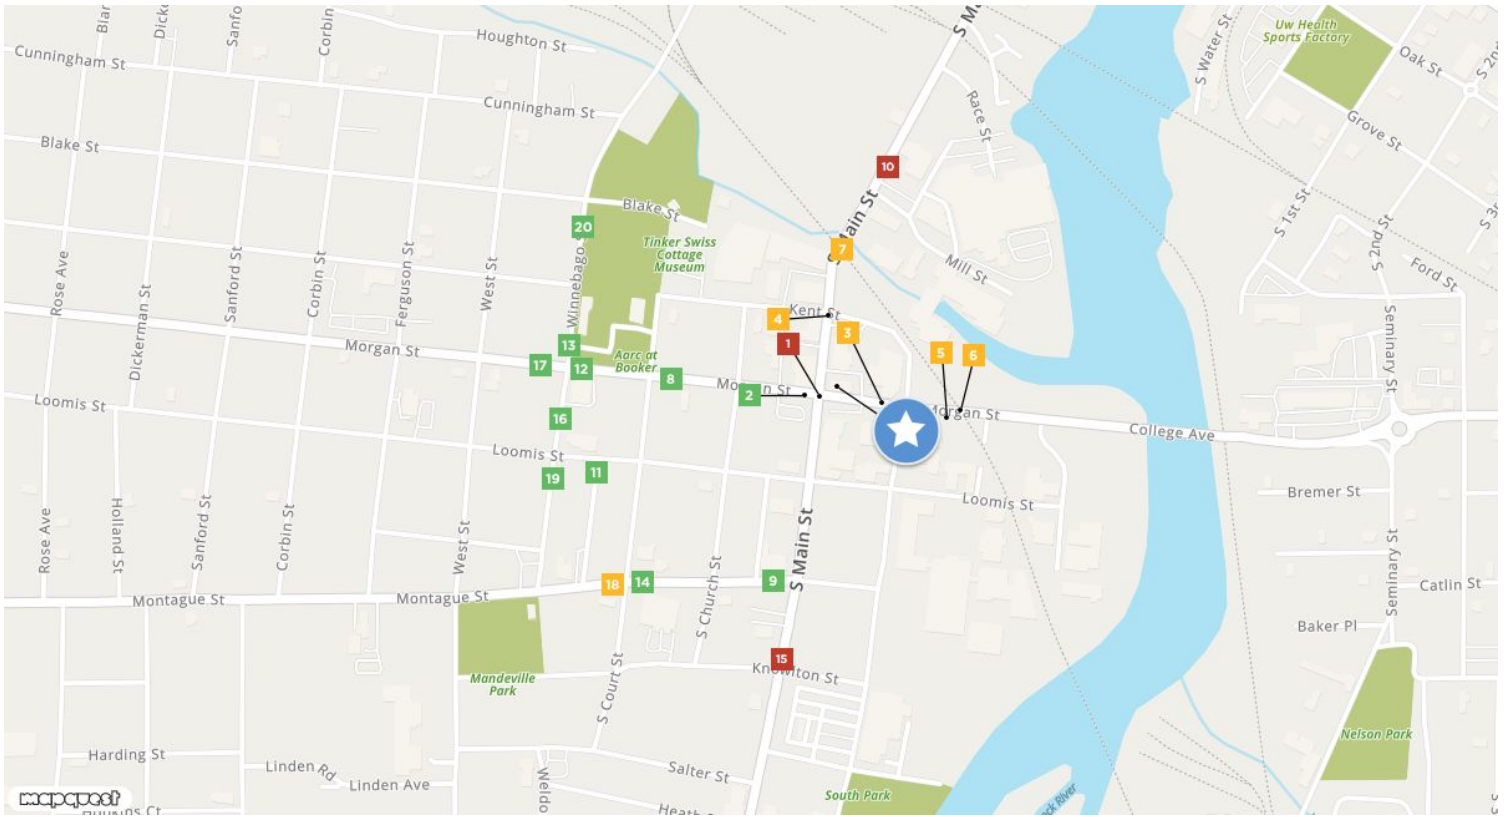 S Ma
Uw Health
Sports Factory
Oak St
S 2nd
Houghton St
Cunningham St
Corbin
Sanfo
S Water St
Cunningham St
Race St
Grove St
Blake St
10
S 1st St
Blake St
20
S Main St
7
Tinker Swiss
Cottage
Museum
Winnebago
Mill St
S 2nd St
Ford St
Rose Ave
Dickerman St
Sanford St
Corbin St
Ferguson St
West St
Kent St
4
3
1
Seminary St
Morgan St
13
17
12
Aarc at
Booker
8
Morgan St
2
5
6
Morgan St
College Ave
Loomis St
16
Loomis St
19
11
Loomis St
Bremer St
Rose Ave
Holland St
Sanford St
Corbin St
West St
S Church St
S Main St
Seminary St
18
14
9
Montague St
Montague St
Catlin St
Baker Pl
15
Knowlton St
Mandeville
Park
S Court St
Nelson Park
Harding St
Linden Rd
Linden Ave
Weldo
Salter St
South Park
mapquest
Heath